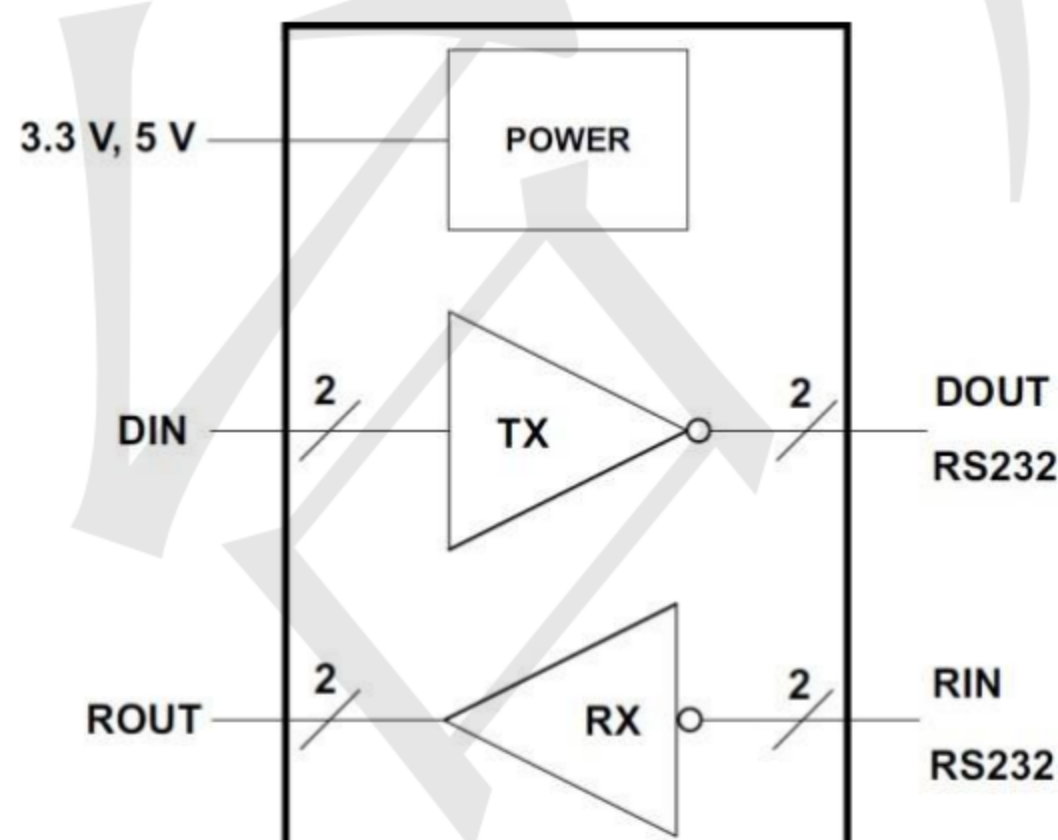 3.3 V, 5 V
POWER
2
2
DOUT
DIN
TX
RS232
2
2
RIN
ROUT
RX
RS232